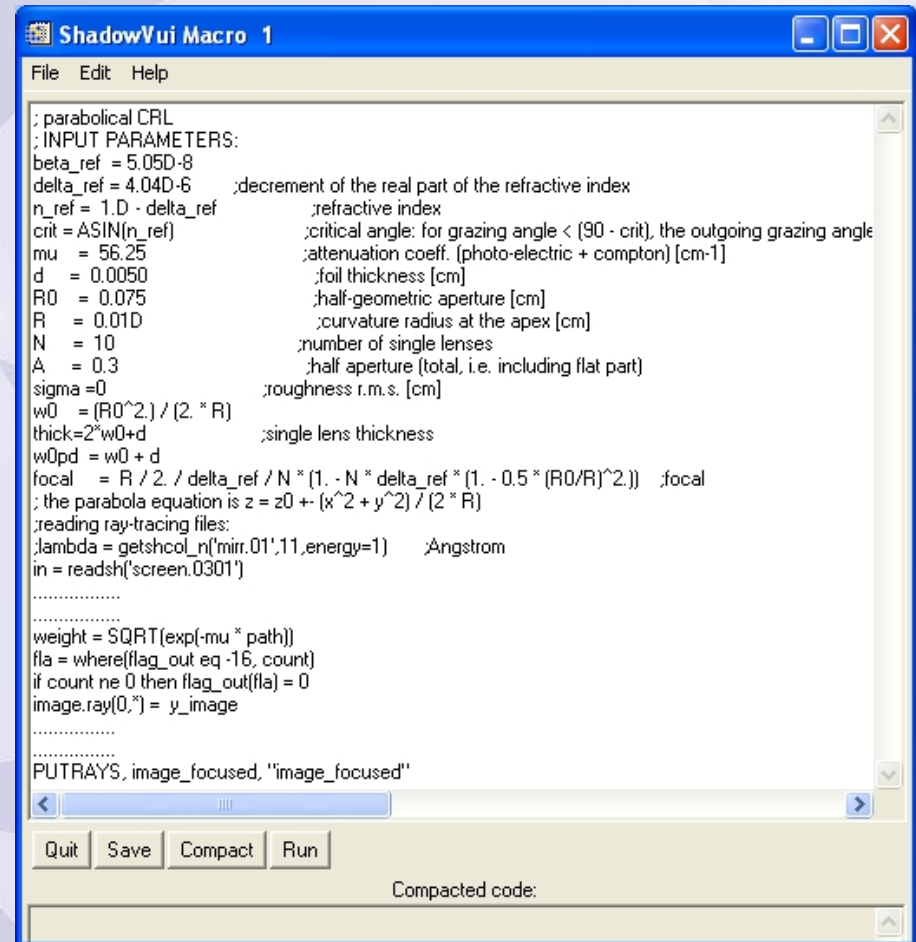 ShadowVui Macro 1
File Edit Help
; parabolical CRL
; INPUT PARAMETERS:
beta_ref = 5.05D-8
delta_ref = 4.04D-6 ;decrement of the real part of the refractive index
n_ref = 1.D - delta_ref ;refractive index
crit = ASIN(n_ref) ;critical angle: for grazing angle < (90 - crit), the outgoing grazing angle
mu = 56.25 ;attenuation coeff. (photo-electric + compton) [cm-1]
d = 0.0050 ;foil thickness [cm]
R0 = 0.075 ;half-geometric aperture [cm]
R = 0.01D ;curvature radius at the apex [cm]
N = 10 ;number of single lenses
A = 0.3 ;half aperture (total, i.e. including flat part)
sigma =0 ;roughness r.m.s. [cm]
w0 = (R0^2.) / (2. * R)
thick=2*w0+d ;single lens thickness
w0pd = w0 + d
focal = R / 2. / delta_ref / N * (1. - N * delta_ref * (1. - 0.5 * (R0/R)^2.)) ;focal
; the parabola equation is z = z0 +- (x^2 + y^2) / (2 * R)
;reading ray-tracing files:
;lambda = getshcol_n('mirr.01',11,energy=1) ;Angstrom
in = readsh('screen.0301')
................
................
weight = SQRT(exp(-mu * path))
fla = where(flag_out eq -16, count)
if count ne 0 then flag_out(fla) = 0
image.ray(0,*) = y_image
...............
...............
PUTRAYS, image_focused, "image_focused"
Quit Save Compact Run
Compacted code: